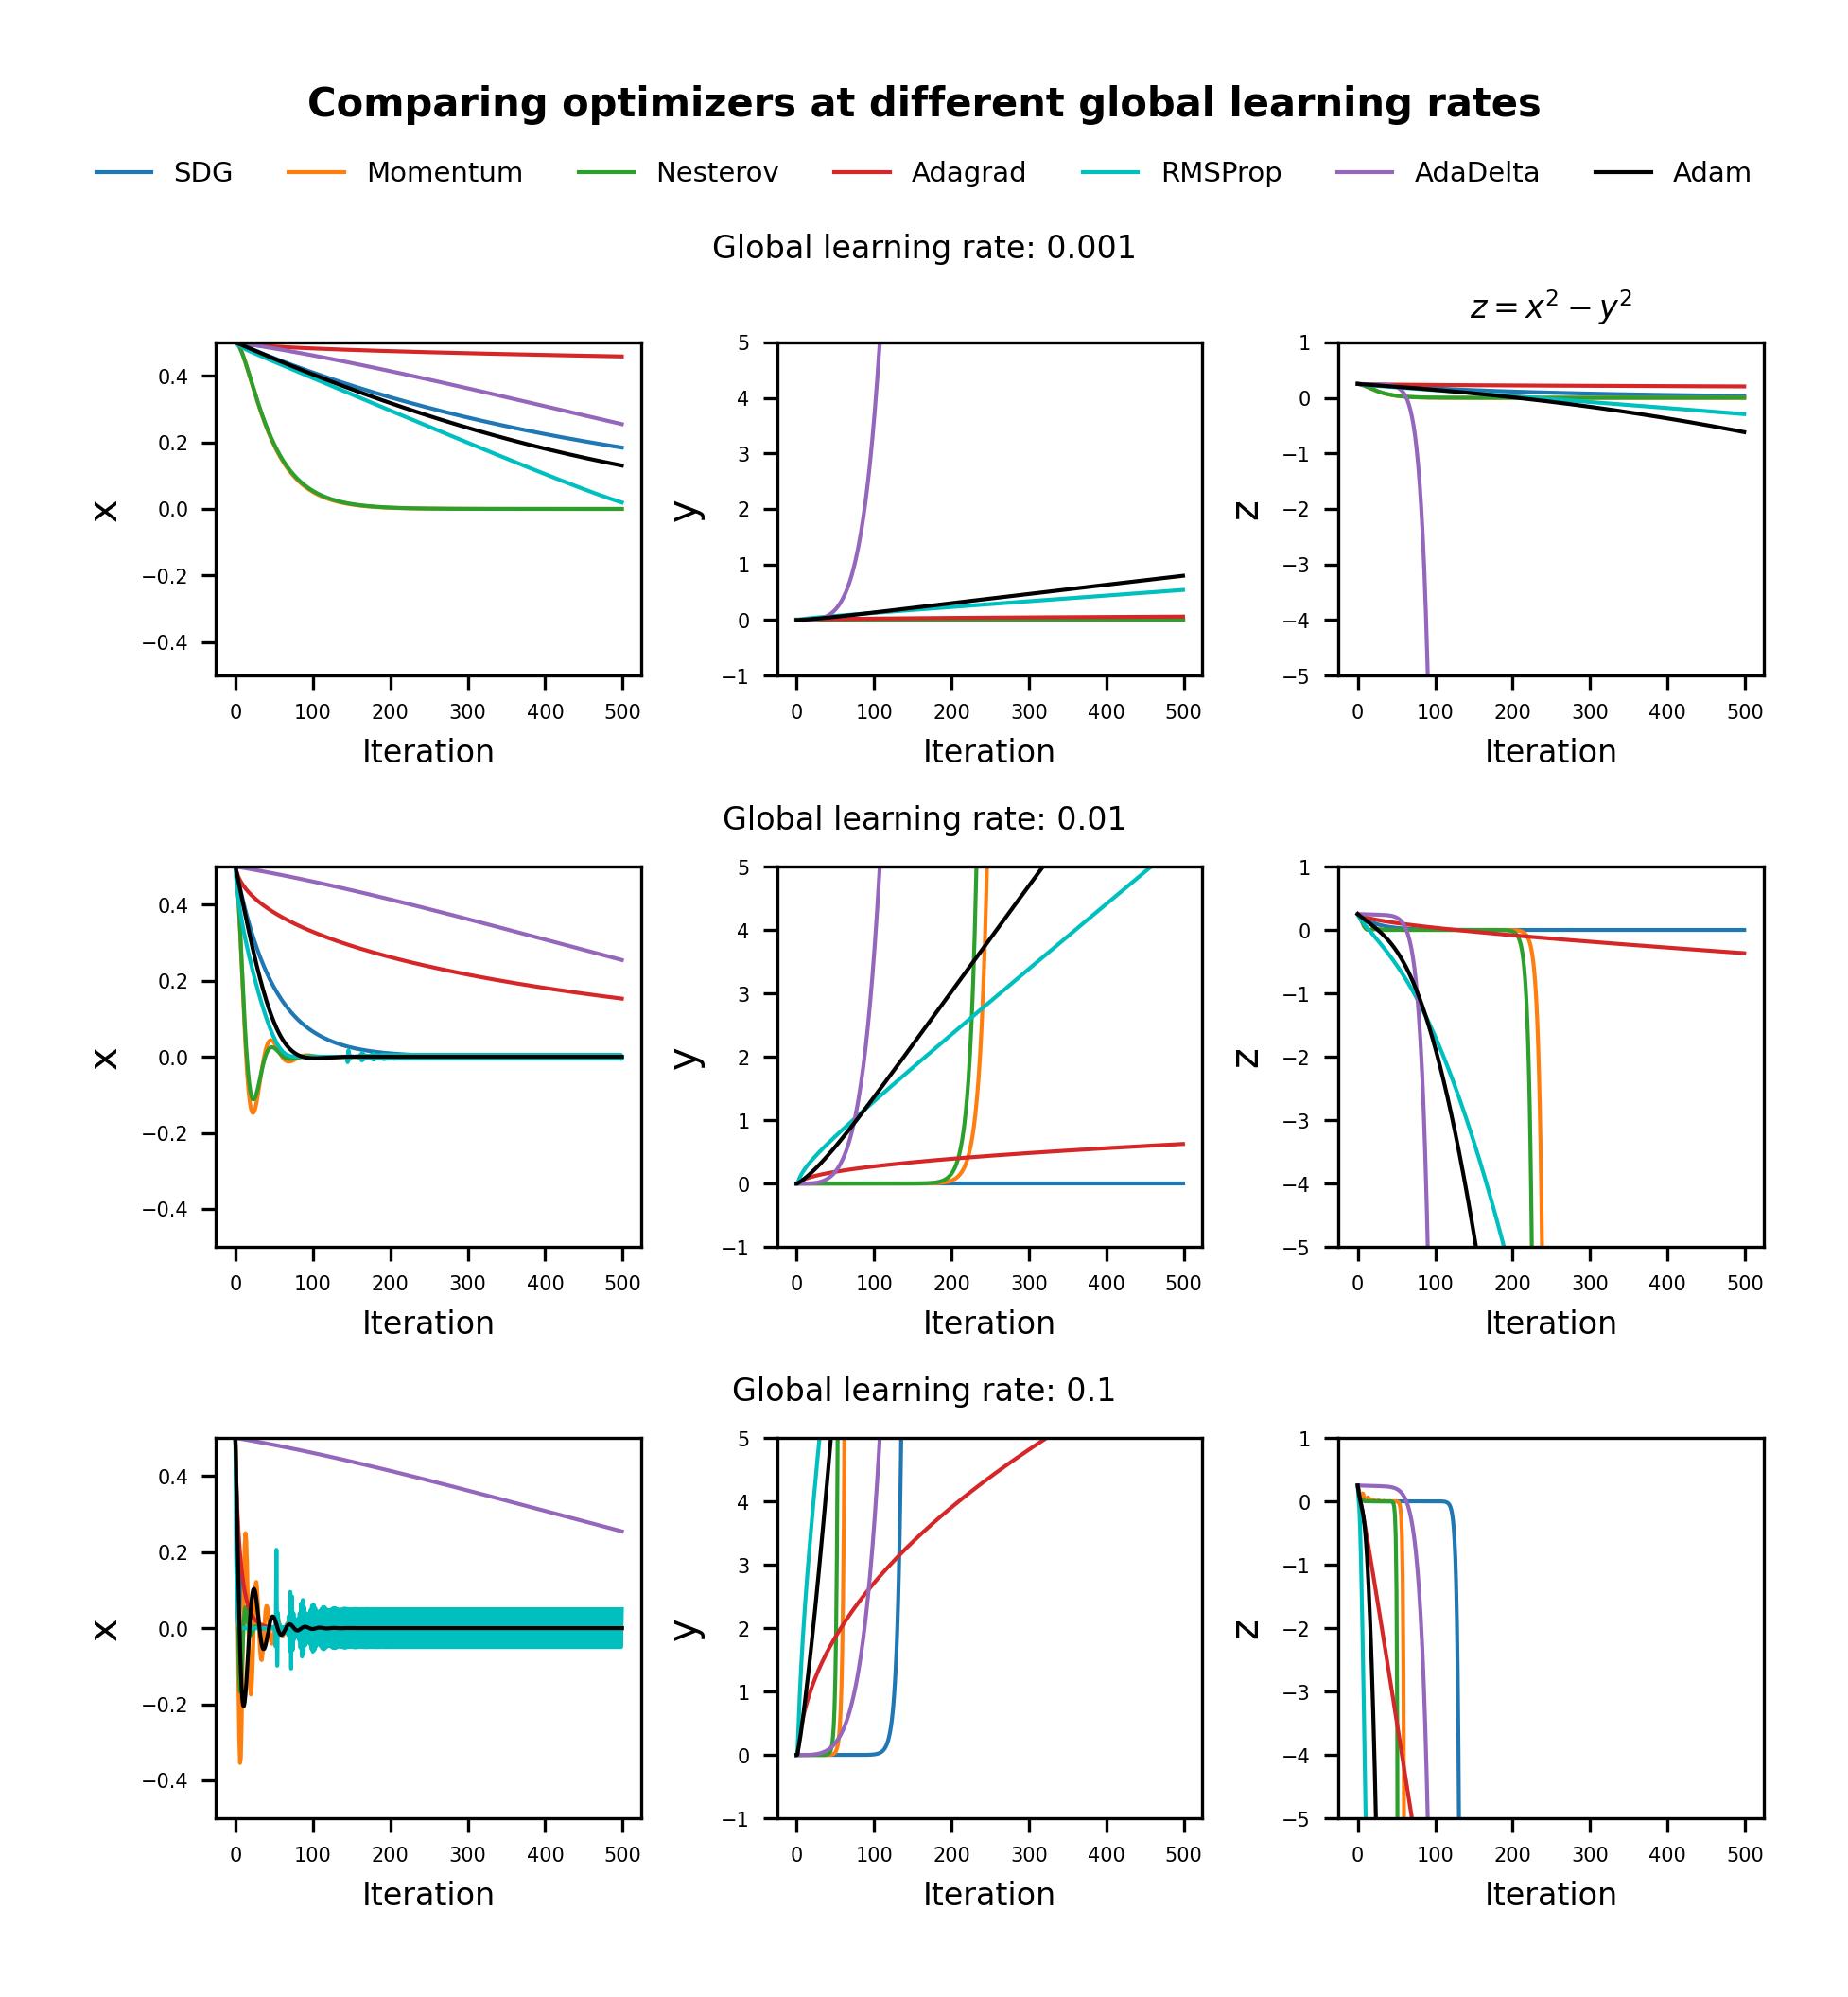 Comparing optimizers at different global learning rates
SDG Momentum Nesterov Adagrad RMSProp AdaDelta Adam
Global learning rate: 0.001
z = x² − y²
0.4
0.2
0.0
−0.2
−0.4
x
0 100 200 300 400 500
Iteration
5
4
3
2
1
0
−1
y
0 100 200 300 400 500
Iteration
1
0
−1
−2
−3
−4
−5
z
0 100 200 300 400 500
Iteration
Global learning rate: 0.01
0.4
0.2
0.0
−0.2
−0.4
x
0 100 200 300 400 500
Iteration
5
4
3
2
1
0
−1
y
0 100 200 300 400 500
Iteration
1
0
−1
−2
−3
−4
−5
z
0 100 200 300 400 500
Iteration
Global learning rate: 0.1
0.4
0.2
0.0
−0.2
−0.4
x
0 100 200 300 400 500
Iteration
5
4
3
2
1
0
−1
y
0 100 200 300 400 500
Iteration
1
0
−1
−2
−3
−4
−5
z
0 100 200 300 400 500
Iteration